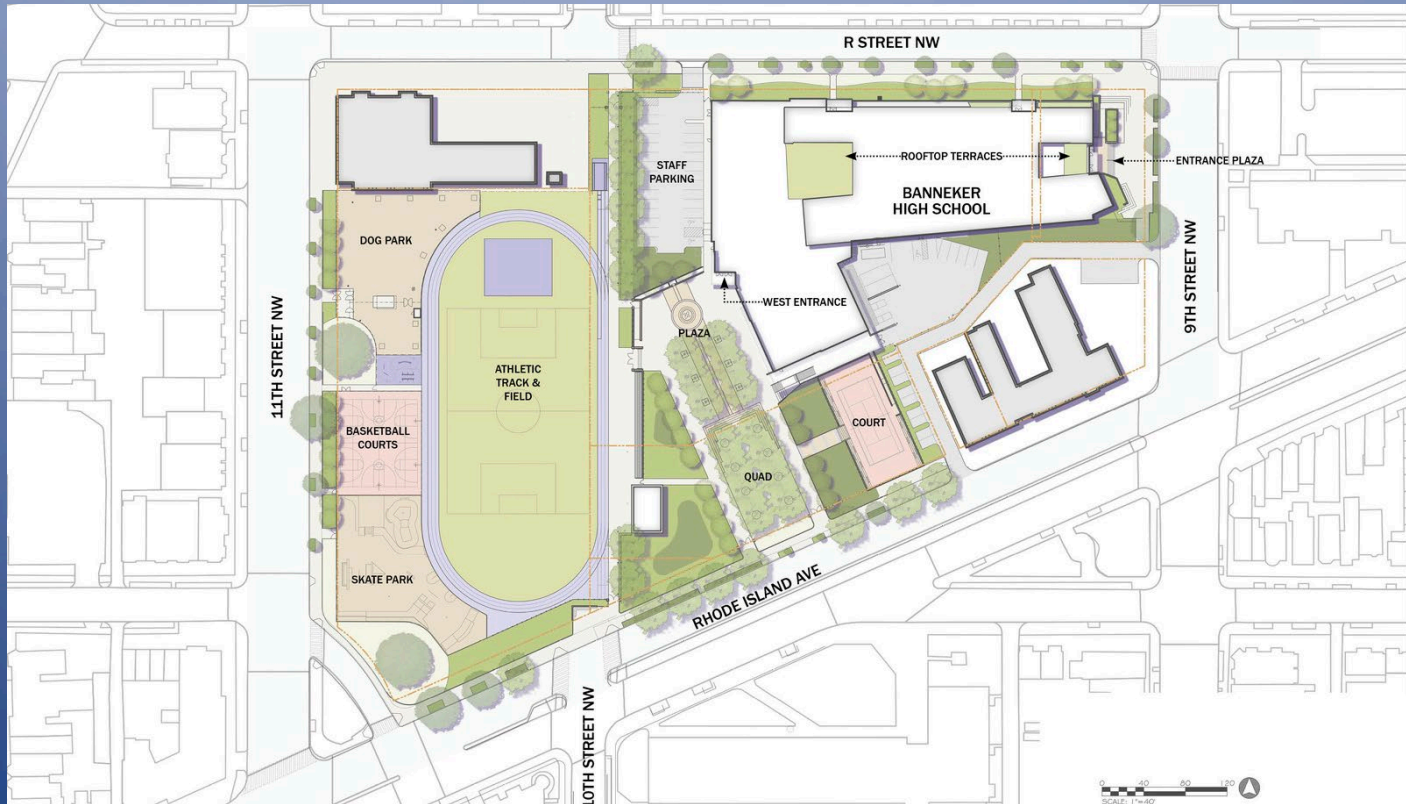 R STREET NW
STAFF
PARKING
ROOFTOP TERRACES
ENTRANCE PLAZA
BANNEKER
HIGH SCHOOL
DOG PARK
WEST ENTRANCE
9TH STREET NW
PLAZA
11TH STREET NW
ATHLETIC
TRACK &
FIELD
BASKETBALL
COURTS
COURT
QUAD
SKATE PARK
RHODE ISLAND AVE
10TH STREET NW
0 40 80 120
SCALE: 1"=40'